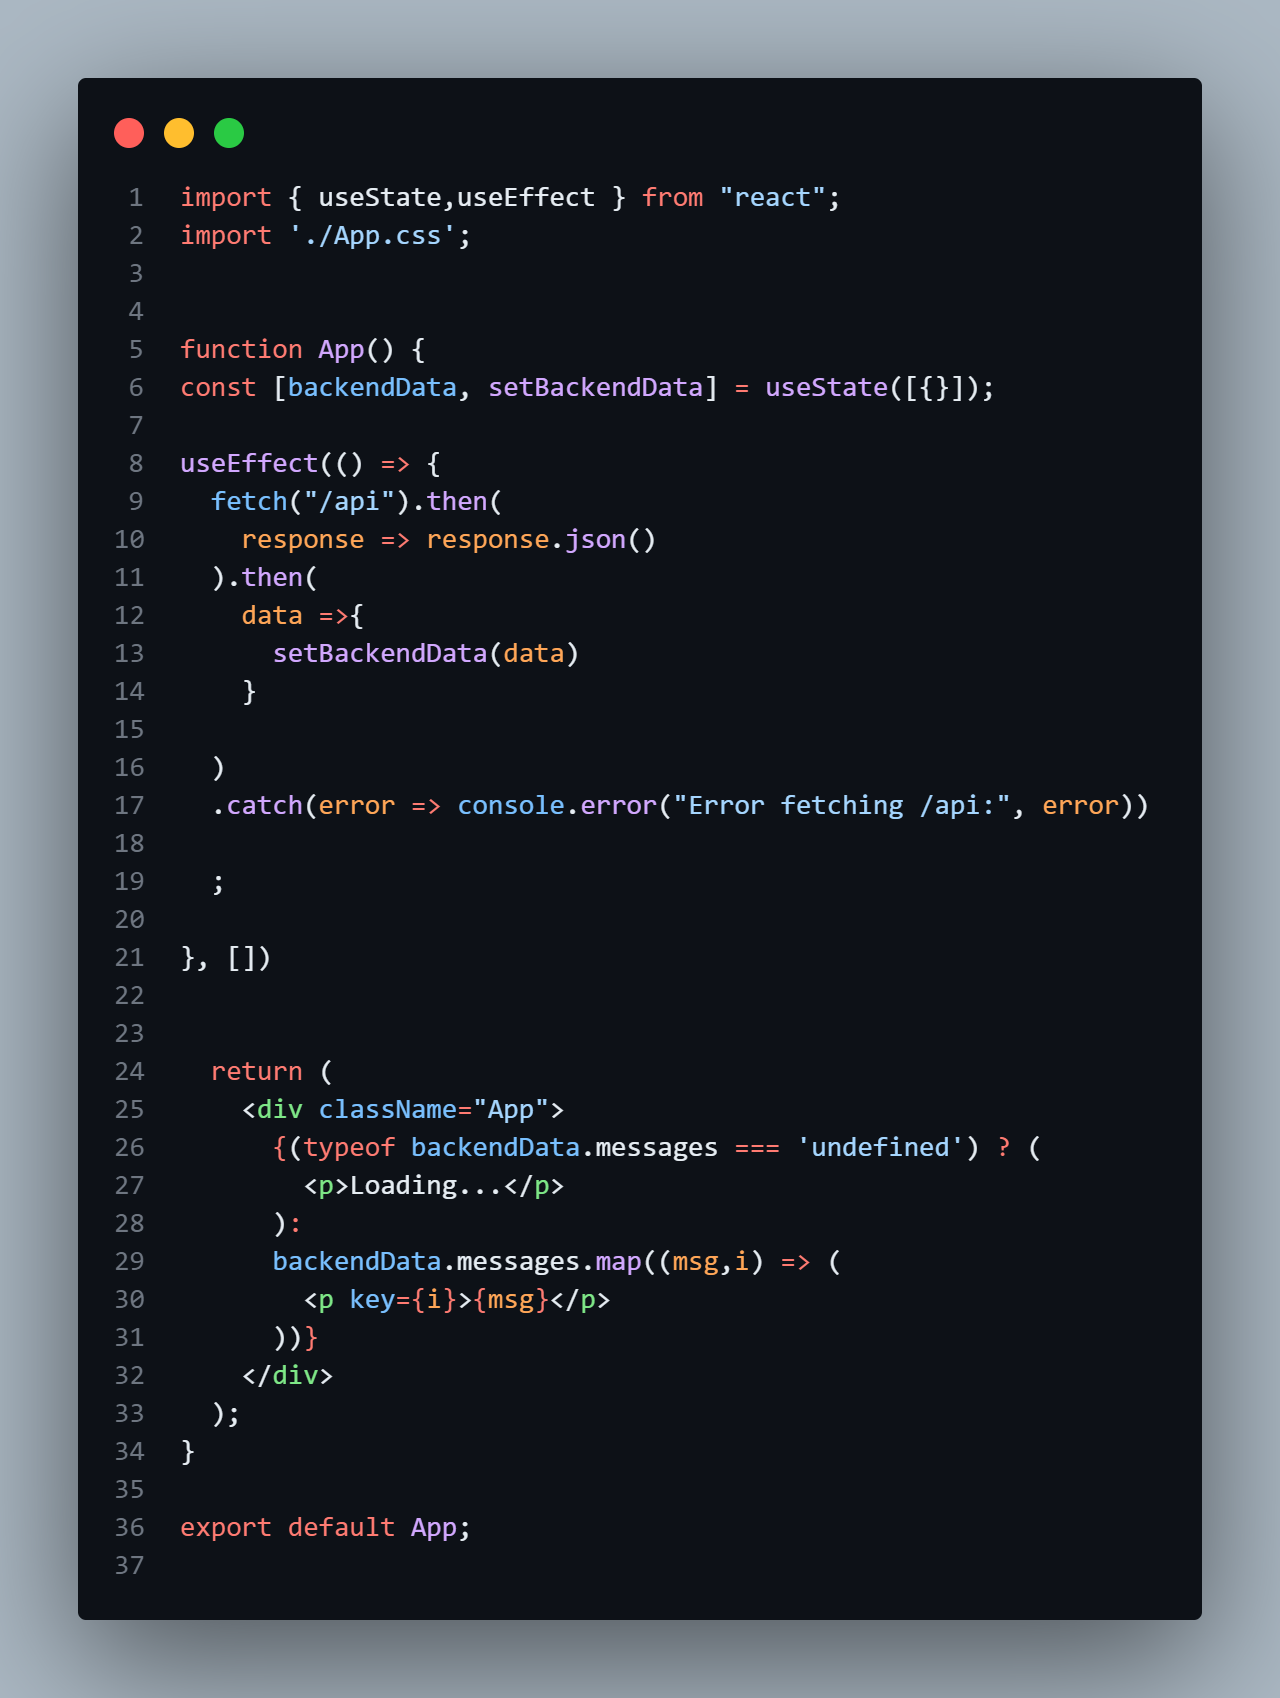 1 import { useState,useEffect } from "react";
2 import './App.css';
3
4
5 function App() {
6 const [backendData, setBackendData] = useState([{}]);
7
8 useEffect(() => {
9   fetch("/api").then(
10     response => response.json()
11   ).then(
12     data =>{
13       setBackendData(data)
14     }
15
16   )
17   .catch(error => console.error("Error fetching /api:", error))
18
19   ;
20
21 }, [])
22
23
24   return (
25     <div className="App">
26       {(typeof backendData.messages === 'undefined') ? (
27         <p>Loading...</p>
28       ):
29       backendData.messages.map((msg,i) => (
30         <p key={i}>{msg}</p>
31       ))}
32     </div>
33   );
34 }
35
36 export default App;
37